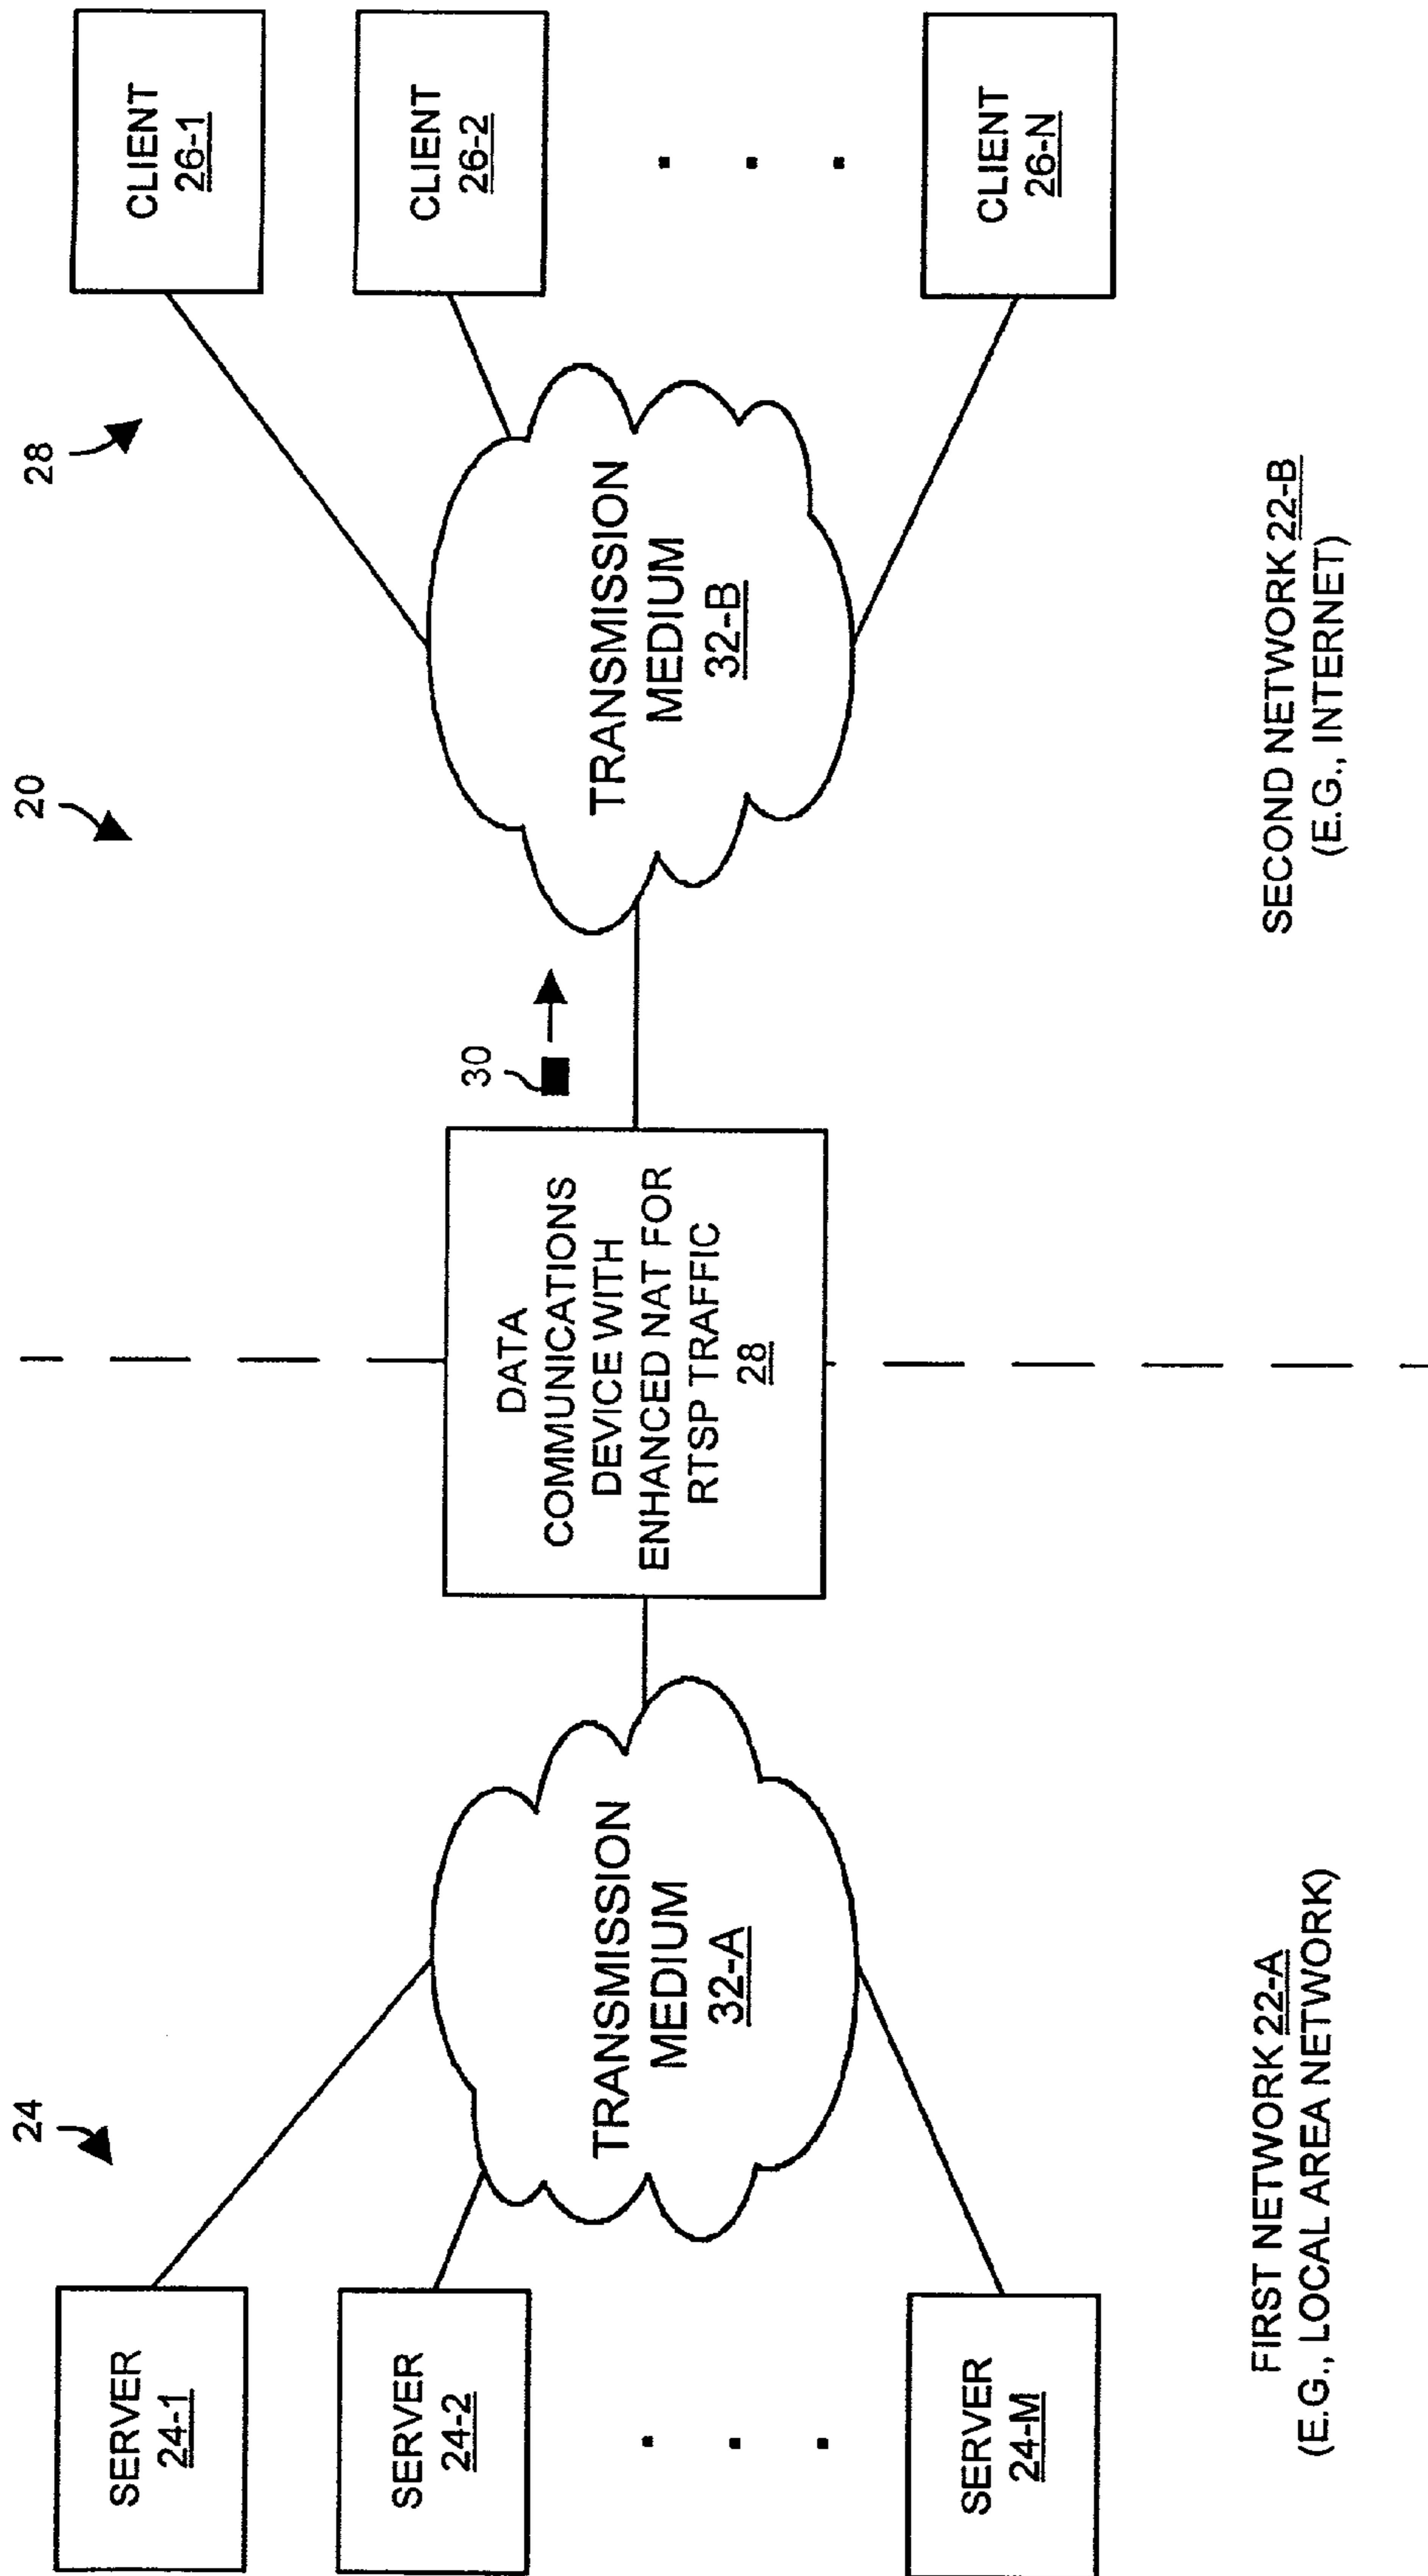 24
20
28
SERVER
24-1
SERVER
24-2
SERVER
24-M
TRANSMISSION
MEDIUM
32-A
DATA
COMMUNICATIONS
DEVICE WITH
ENHANCED NAT FOR
RTSP TRAFFIC
28
30
TRANSMISSION
MEDIUM
32-B
CLIENT
26-1
CLIENT
26-2
CLIENT
26-N
FIRST NETWORK 22-A
(E.G., LOCAL AREA NETWORK)
SECOND NETWORK 22-B
(E.G., INTERNET)